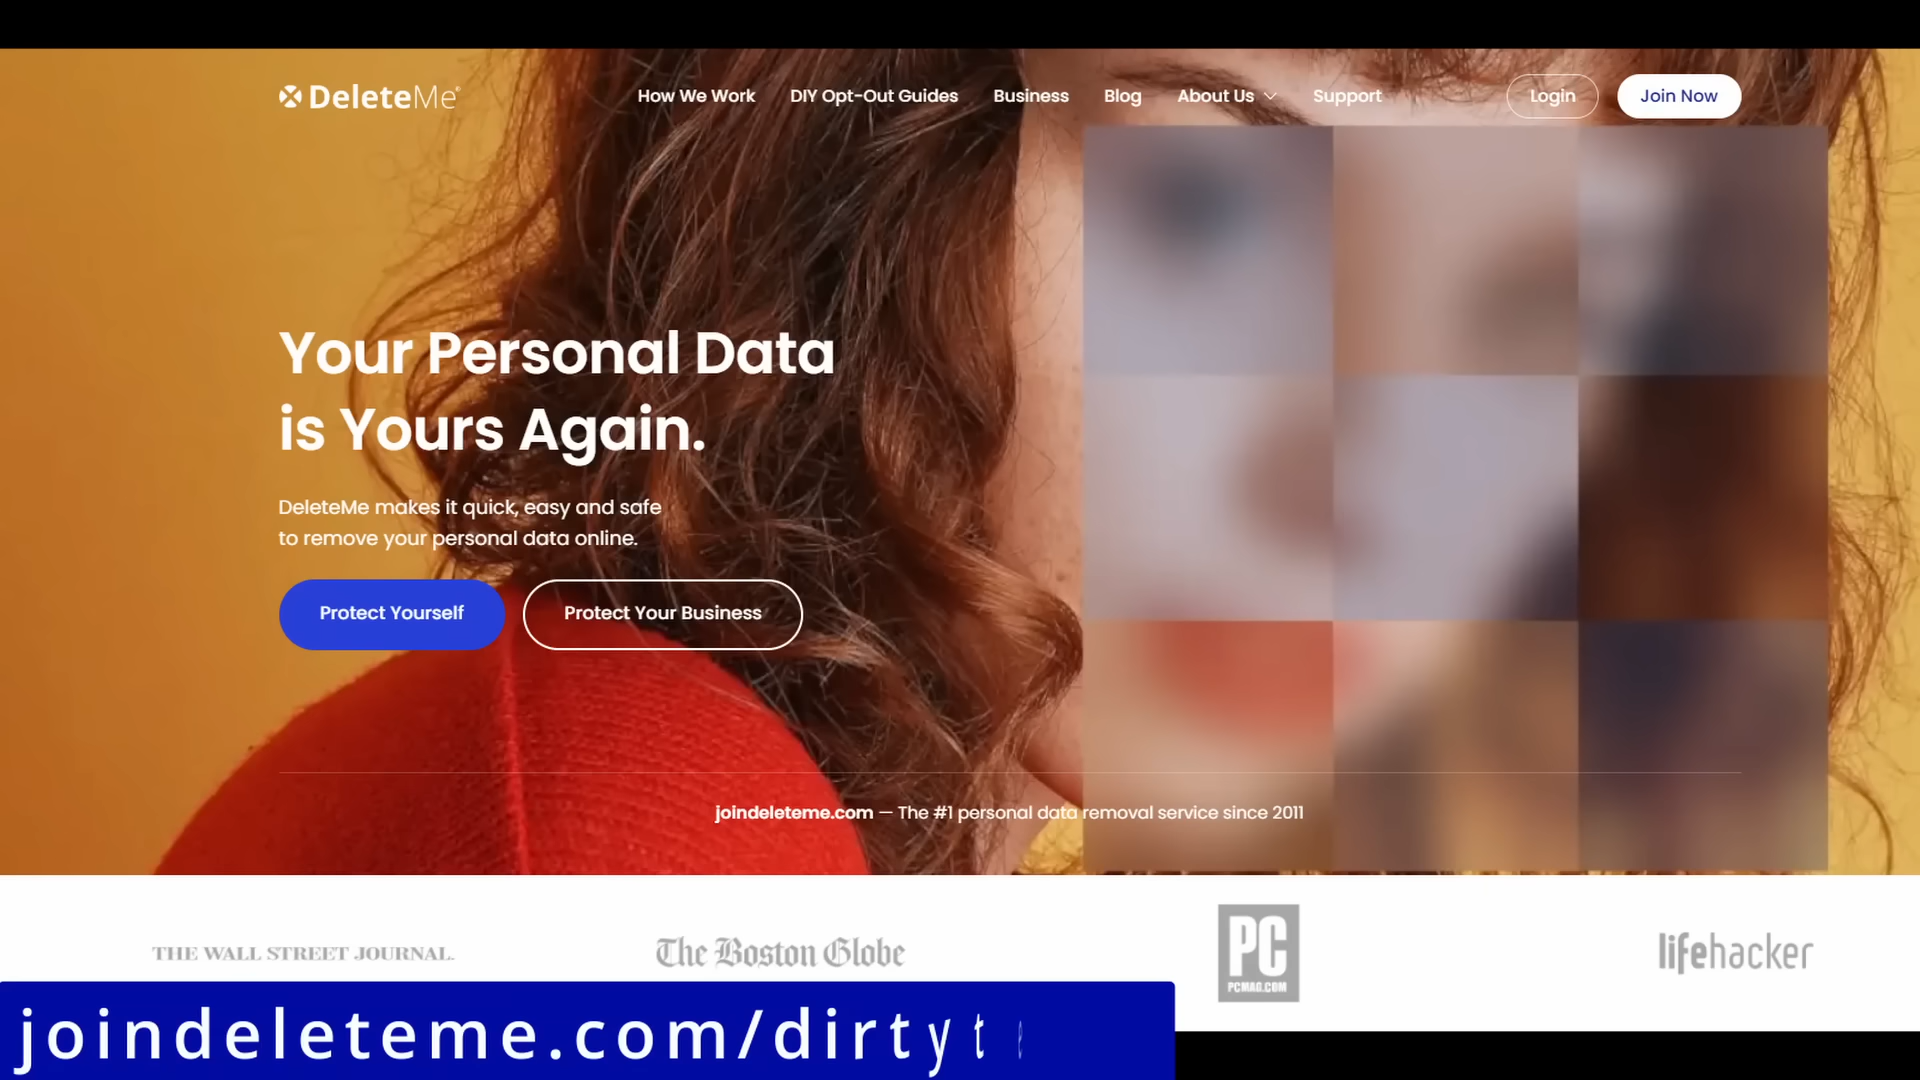 DeleteMe
How We Work
DIY Opt-Out Guides
Business
Blog
About Us
Support
Login
Join Now
Your Personal Data
is Yours Again.
DeleteMe makes it quick, easy and safe
to remove your personal data online.
Protect Yourself
Protect Your Business
joindeleteme.com — The #1 personal data removal service since 2011
THE WALL STREET JOURNAL.
The Boston Globe
PC
PCMAG.COM
lifehacker
joindeleteme.com/dirtyte